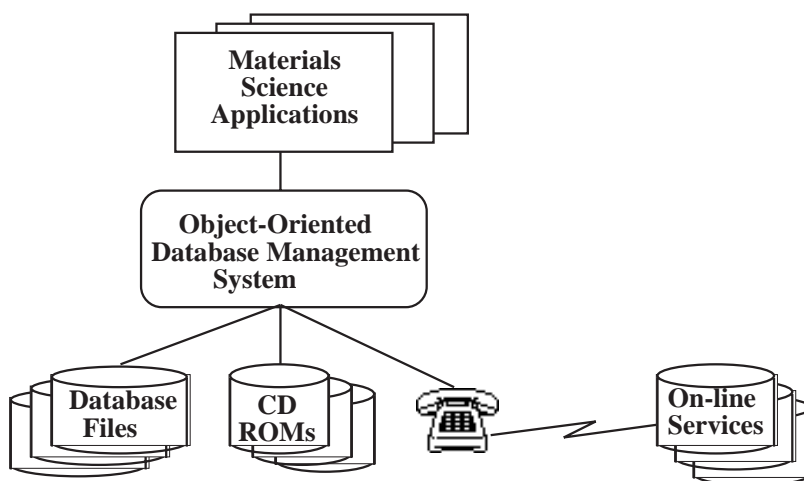 Materials
Science
Applications
Object-Oriented
Database Management
System
Database
Files
CD
ROMs
On-line
Services